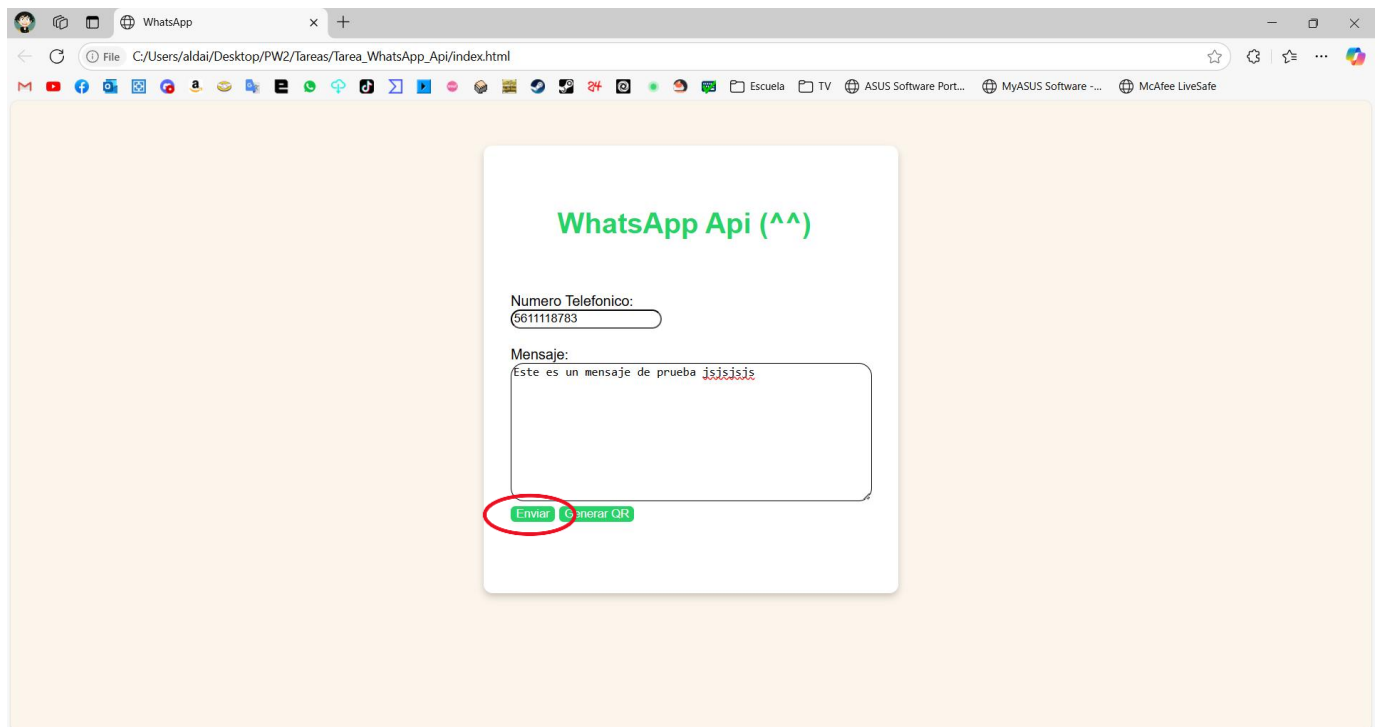 WhatsApp
File C:/Users/aldai/Desktop/PW2/Tareas/Tarea_WhatsApp_Api/index.html
Escuela TV ASUS Software Port... MyASUS Software -... McAfee LiveSafe
WhatsApp Api (^^)
Numero Telefonico:
5611118783
Mensaje:
Este es un mensaje de prueba jsjsjsjs
Enviar Generar QR